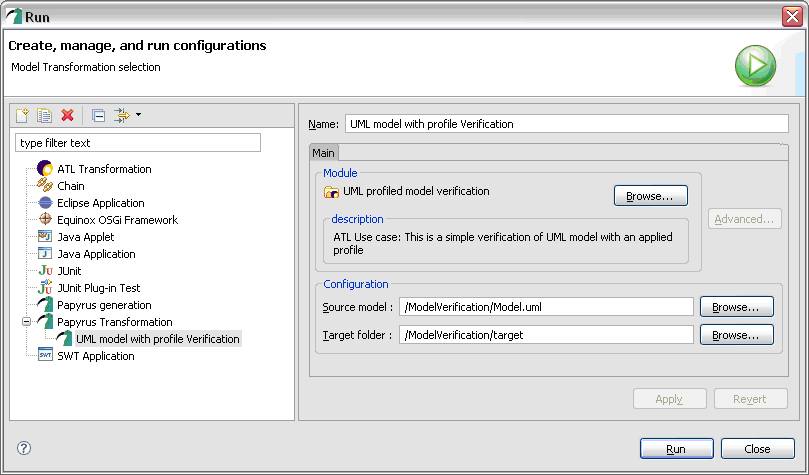 Run
Create, manage, and run configurations
Model Transformation selection
type filter text
ATL Transformation
Chain
Eclipse Application
Equinox OSGi Framework
Java Applet
Java Application
JUnit
JUnit Plug-in Test
Papyrus generation
Papyrus Transformation
UML model with profile Verification
SWT Application
Name: UML model with profile Verification
Main
Module
UML profiled model verification Browse...
Advanced...
description
ATL Use case: This is a simple verification of UML model with an applied
profile
Configuration
Source model : /ModelVerification/Model.uml Browse...
Target folder : /ModelVerification/target Browse...
Apply Revert
Run Close